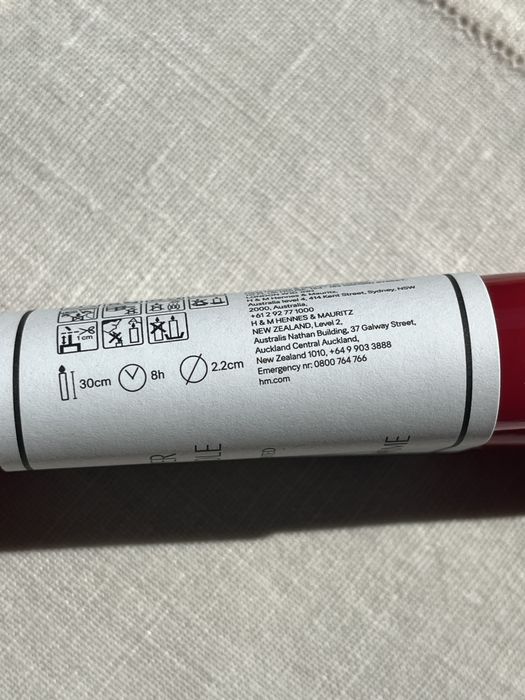 H & M Hennes & Mauritz,
Australia level 4, 414 Kent Street, Sydney, NSW
2000, Australia,
+61 2 92 77 1000
H & M HENNES & MAURITZ
NEW ZEALAND, Level 2,
Australis Nathan Building, 37 Galway Street,
Auckland Central Auckland,
New Zealand 1010, +64 9 903 3888
Emergency nr: 0800 764 766
hm.com
1 cm
30cm
8h
2.2cm